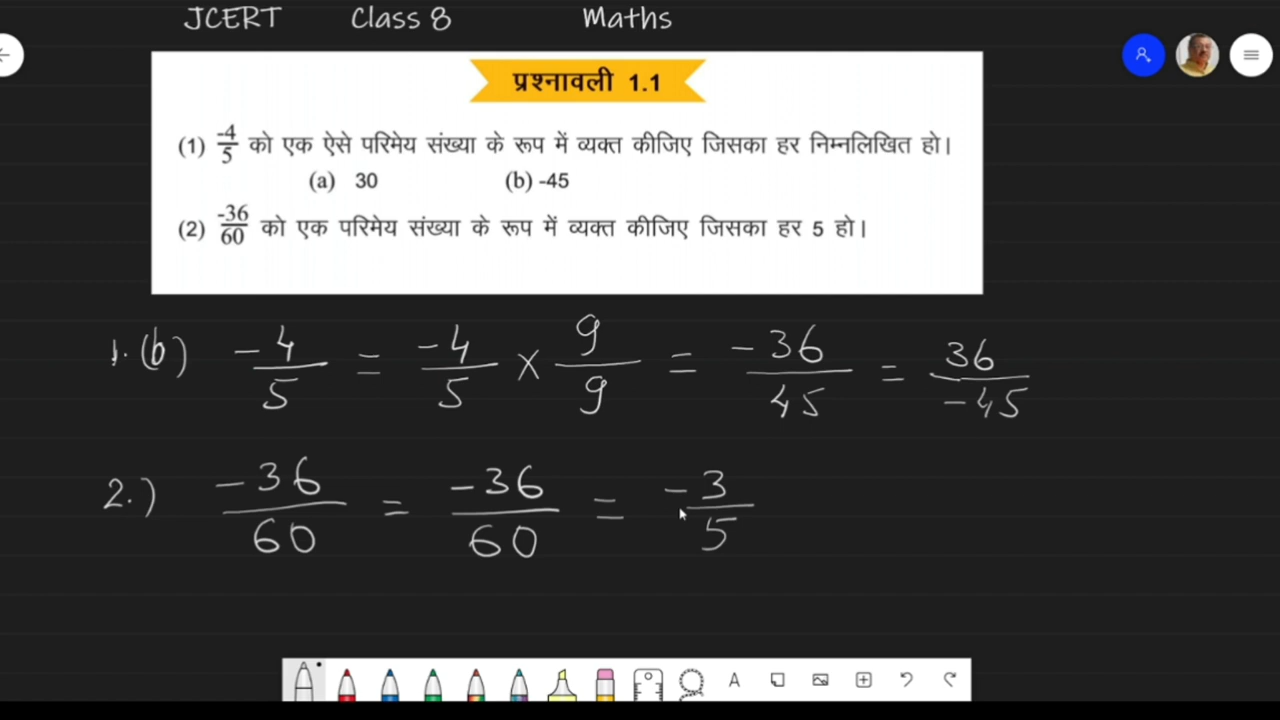 JCERT Class 8 Maths
प्रश्नावली 1.1
(1) -4/5 को एक ऐसे परिमेय संख्या के रूप में व्यक्त कीजिए जिसका हर निम्नलिखित हो।
(a) 30 (b) -45
(2) -36/60 को एक परिमेय संख्या के रूप में व्यक्त कीजिए जिसका हर 5 हो।
1. (b) -4/5 = -4/5 × 9/9 = -36/45 = 36/-45
2.) -36/60 = -36/60 = -3/5
A